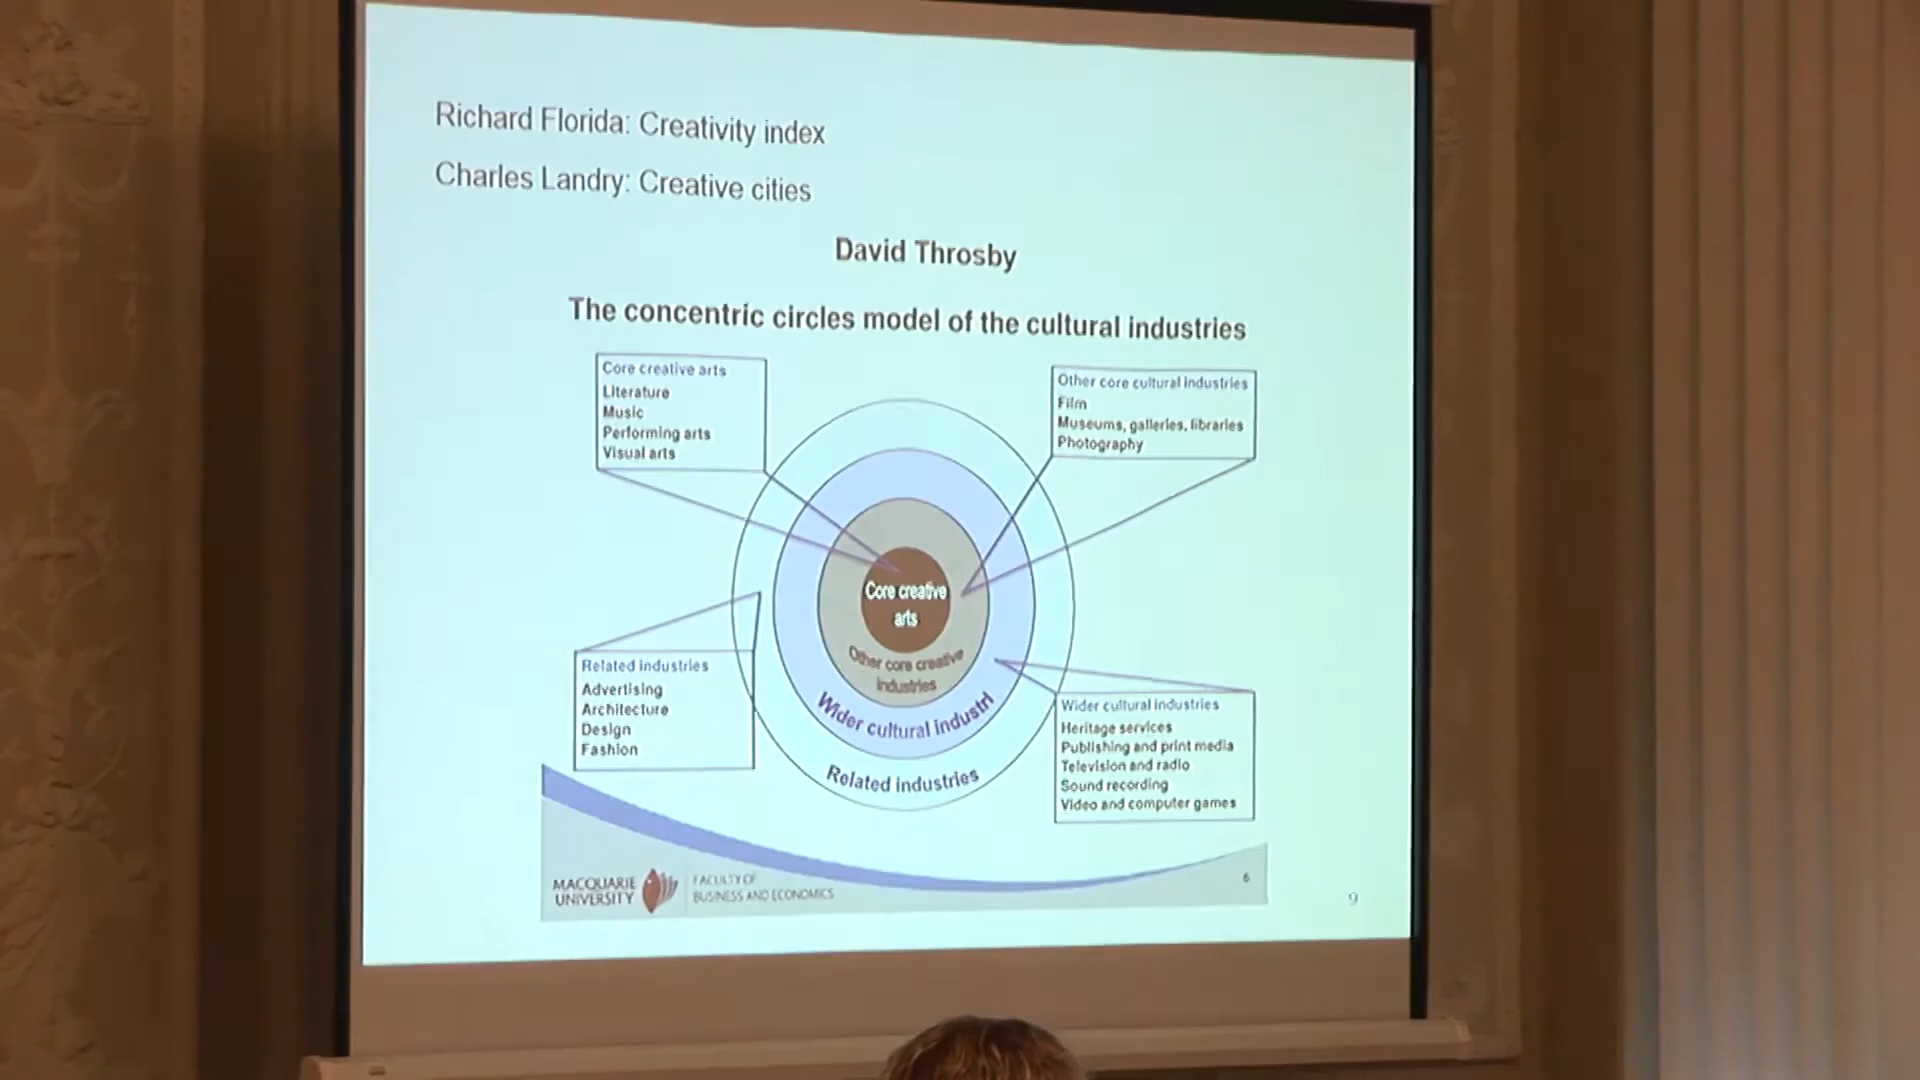 Richard Florida: Creativity index
Charles Landry: Creative cities
David Throsby
The concentric circles model of the cultural industries
Core creative arts
Literature
Music
Performing arts
Visual arts
Other core cultural industries
Film
Museums, galleries, libraries
Photography
Core creative
arts
Other core creative
industries
Wider cultural industri
Related industries
Related industries
Advertising
Architecture
Design
Fashion
Wider cultural industries
Heritage services
Publishing and print media
Television and radio
Sound recording
Video and computer games
MACQUARIE
UNIVERSITY
FACULTY OF
BUSINESS AND ECONOMICS
6
9